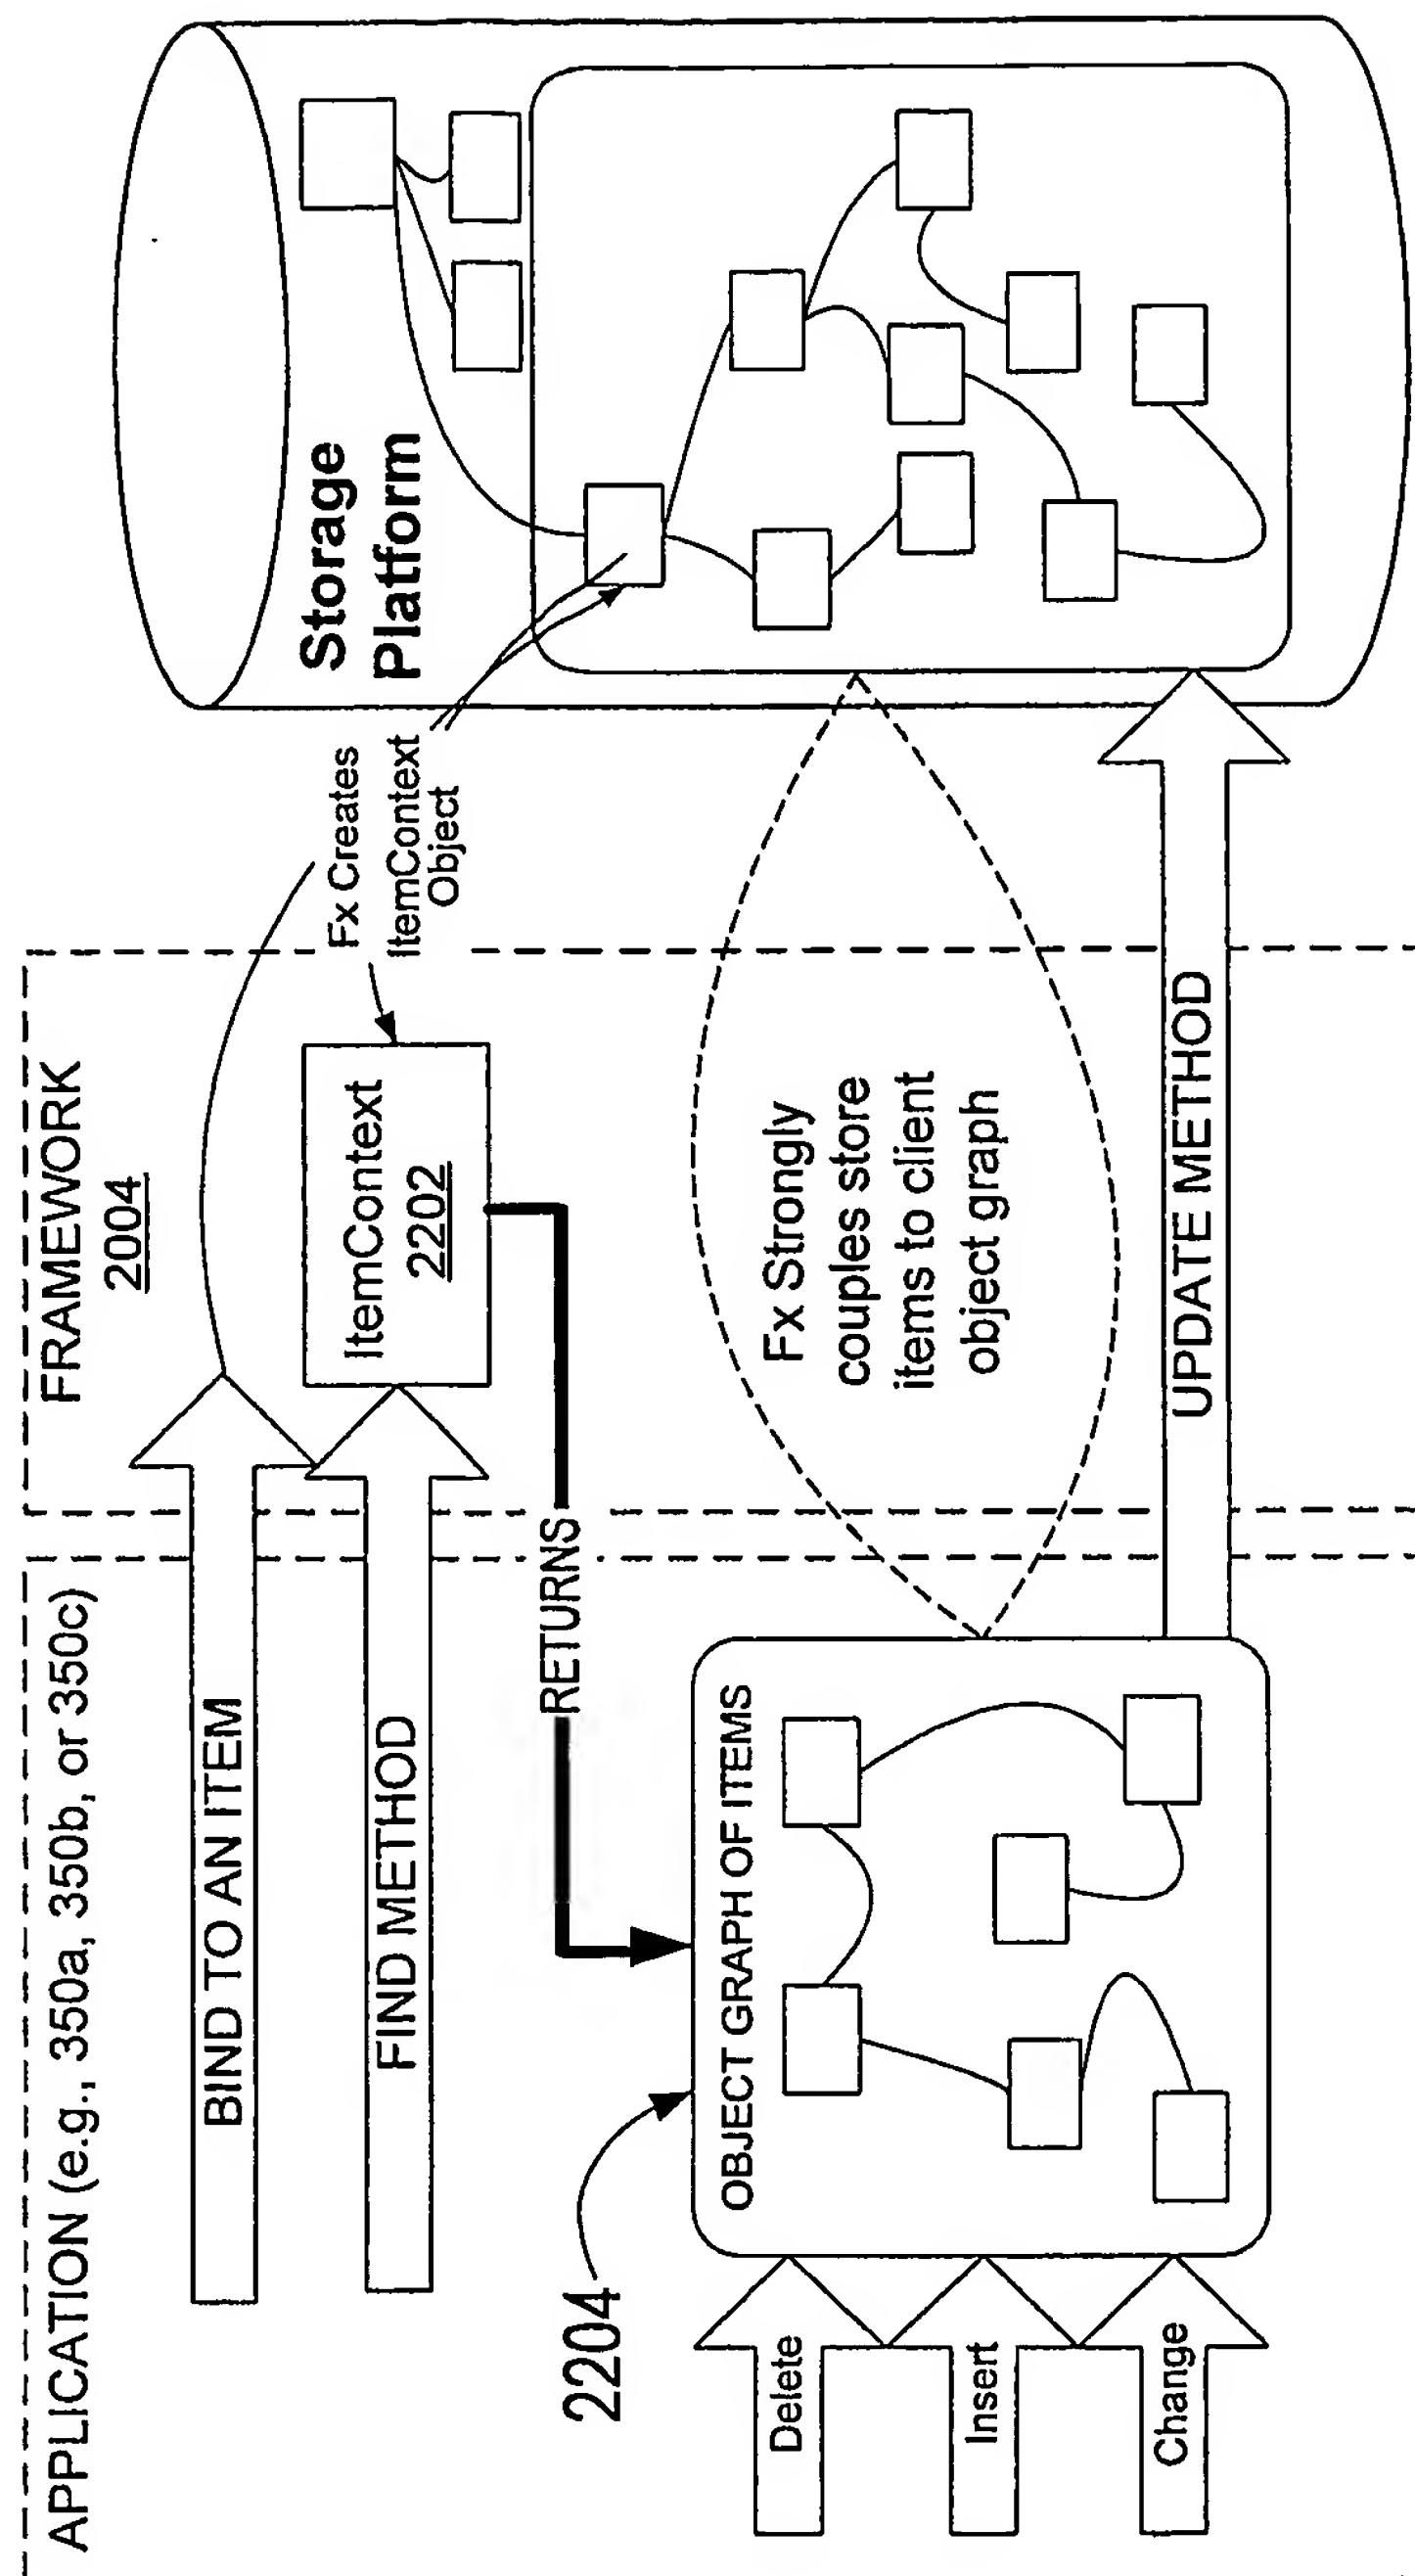 APPLICATION (e.g., 350a, 350b, or 350c)
BIND TO AN ITEM
FIND METHOD
RETURNS
2204
OBJECT GRAPH OF ITEMS
Delete
Insert
Change
FRAMEWORK
2004
ItemContext
2202
Fx Strongly
couples store
items to client
object graph
UPDATE METHOD
Fx Creates
ItemContext
Object
Storage
Platform